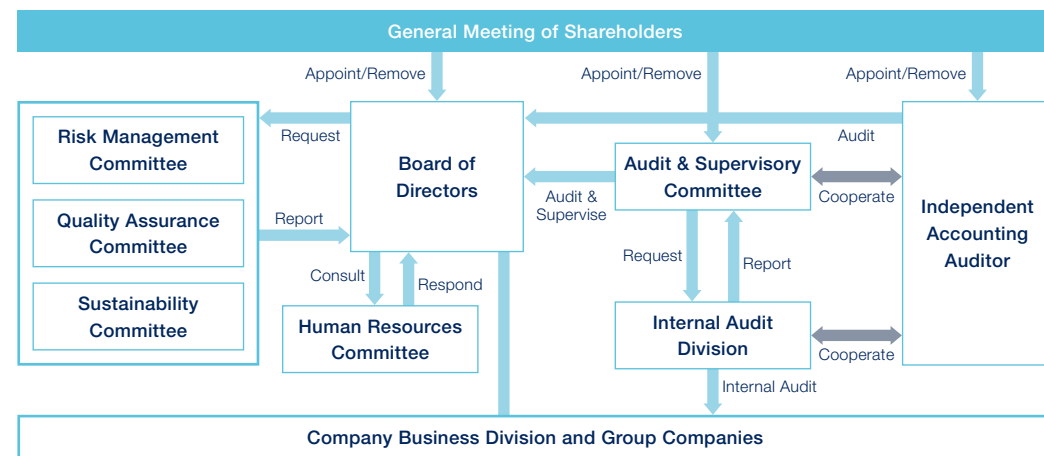 General Meeting of Shareholders
Appoint/Remove
Appoint/Remove
Appoint/Remove
Risk Management
Committee
Quality Assurance
Committee
Sustainability
Committee
Request
Report
Board of
Directors
Consult
Respond
Human Resources
Committee
Audit
Audit &
Supervise
Audit & Supervisory
Committee
Cooperate
Request
Report
Internal Audit
Division
Cooperate
Internal Audit
Independent
Accounting
Auditor
Company Business Division and Group Companies